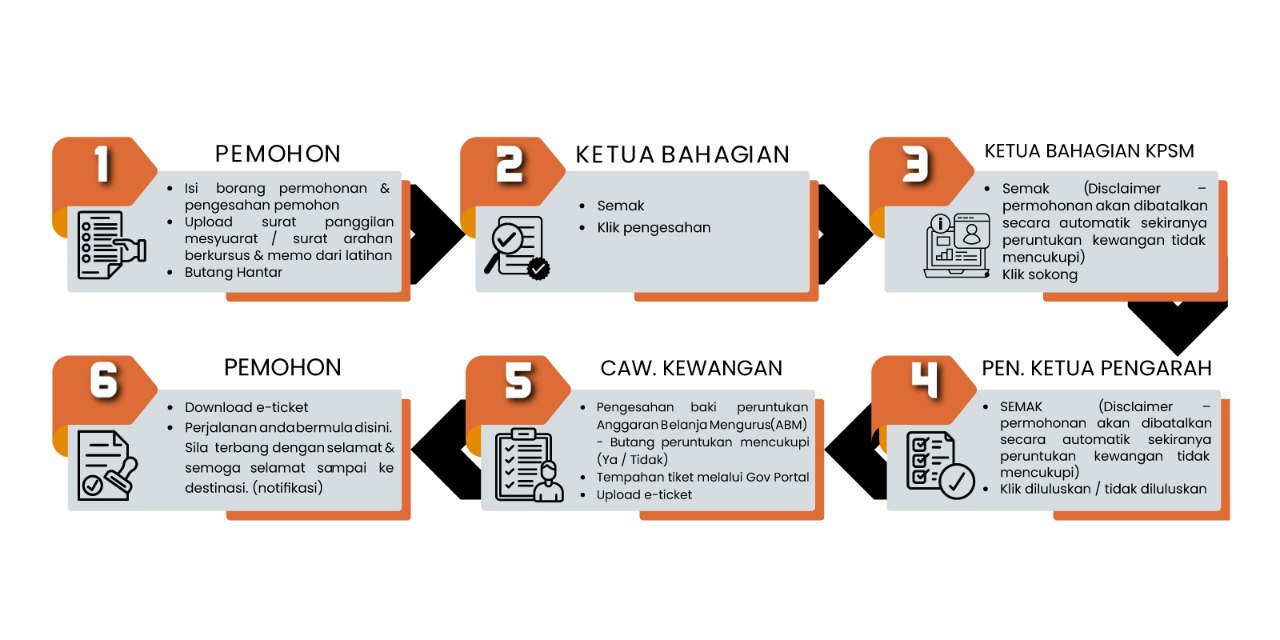 1
PEMOHON
• Isi borang permohonan &
pengesahan pemohon
• Upload surat panggilan
mesyuarat / surat arahan
berkursus & memo dari latihan
• Butang Hantar
2
KETUA BAHAGIAN
• Semak
• Klik pengesahan
3
KETUA BAHAGIAN KPSM
• Semak (Disclaimer –
permohonan akan dibatalkan
secara automatik sekiranya
peruntukan kewangan tidak
mencukupi)
• Klik sokong
4
PEN. KETUA PENGARAH
• SEMAK (Disclaimer –
permohonan akan dibatalkan
secara automatik sekiranya
peruntukan kewangan tidak
mencukupi)
• Klik diluluskan / tidak diluluskan
5
CAW. KEWANGAN
• Pengesahan baki peruntukan
Anggaran Belanja Mengurus(ABM)
- Butang peruntukan mencukupi
(Ya / Tidak)
• Tempahan tiket melalui Gov Portal
• Upload e-ticket
6
PEMOHON
• Download e-ticket
• Perjalanan anda bermula disini.
Sila terbang dengan selamat &
semoga selamat sampai ke
destinasi. (notifikasi)